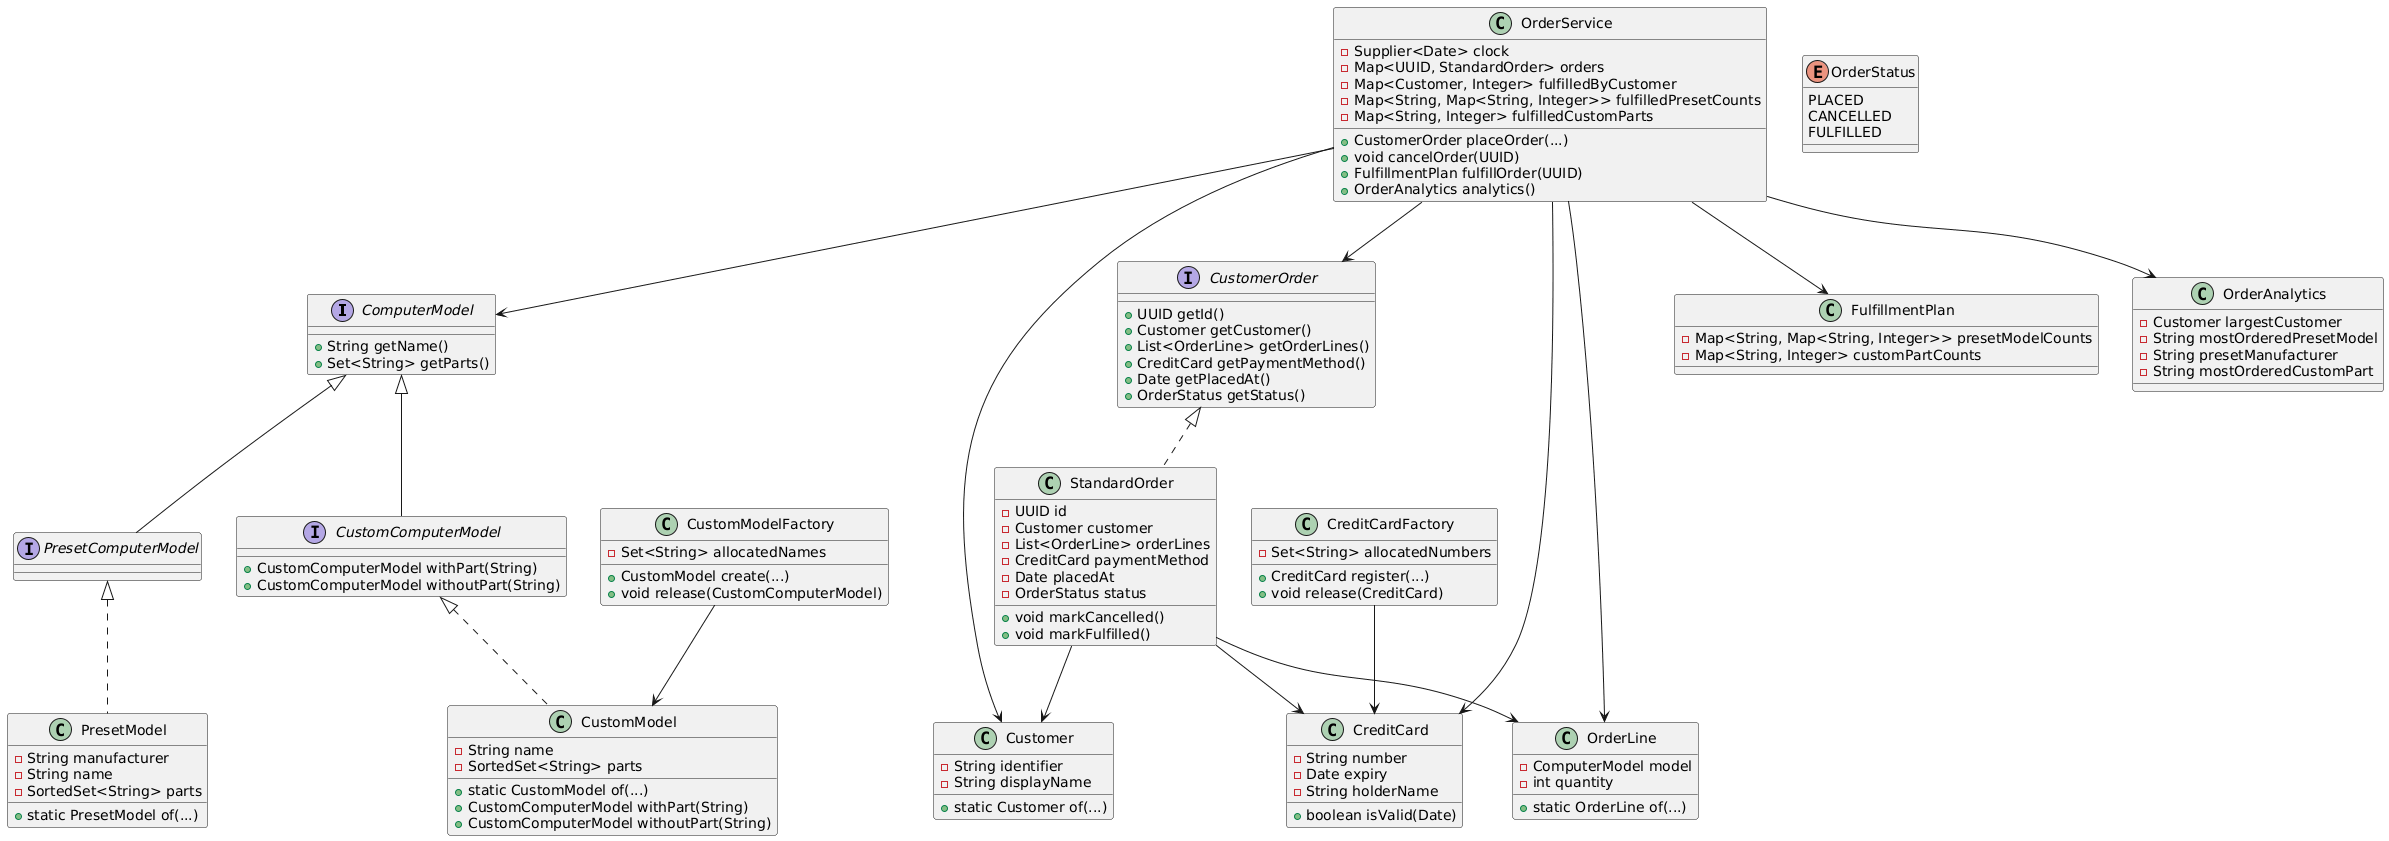 OrderService
Supplier<Date> clock
Map<UUID, StandardOrder> orders
Map<Customer, Integer> fulfilledByCustomer
Map<String, Map<String, Integer>> fulfilledPresetCounts
Map<String, Integer> fulfilledCustomParts
CustomerOrder placeOrder(...)
void cancelOrder(UUID)
FulfillmentPlan fulfillOrder(UUID)
OrderAnalytics analytics()
E OrderStatus
PLACED
CANCELLED
FULFILLED
I ComputerModel
String getName()
Set<String> getParts()
I CustomerOrder
UUID getId()
Customer getCustomer()
List<OrderLine> getOrderLines()
CreditCard getPaymentMethod()
Date getPlacedAt()
OrderStatus getStatus()
C FulfillmentPlan
Map<String, Map<String, Integer>> presetModelCounts
Map<String, Integer> customPartCounts
C OrderAnalytics
Customer largestCustomer
String mostOrderedPresetModel
String presetManufacturer
String mostOrderedCustomPart
I PresetComputerModel
I CustomComputerModel
CustomComputerModel withPart(String)
CustomComputerModel withoutPart(String)
C CustomModelFactory
Set<String> allocatedNames
CustomModel create(...)
void release(CustomComputerModel)
C StandardOrder
UUID id
Customer customer
List<OrderLine> orderLines
CreditCard paymentMethod
Date placedAt
OrderStatus status
void markCancelled()
void markFulfilled()
C CreditCardFactory
Set<String> allocatedNumbers
CreditCard register(...)
void release(CreditCard)
C PresetModel
String manufacturer
String name
SortedSet<String> parts
static PresetModel of(...)
C CustomModel
String name
SortedSet<String> parts
static CustomModel of(...)
CustomComputerModel withPart(String)
CustomComputerModel withoutPart(String)
C Customer
String identifier
String displayName
static Customer of(...)
C CreditCard
String number
Date expiry
String holderName
boolean isValid(Date)
C OrderLine
ComputerModel model
int quantity
static OrderLine of(...)